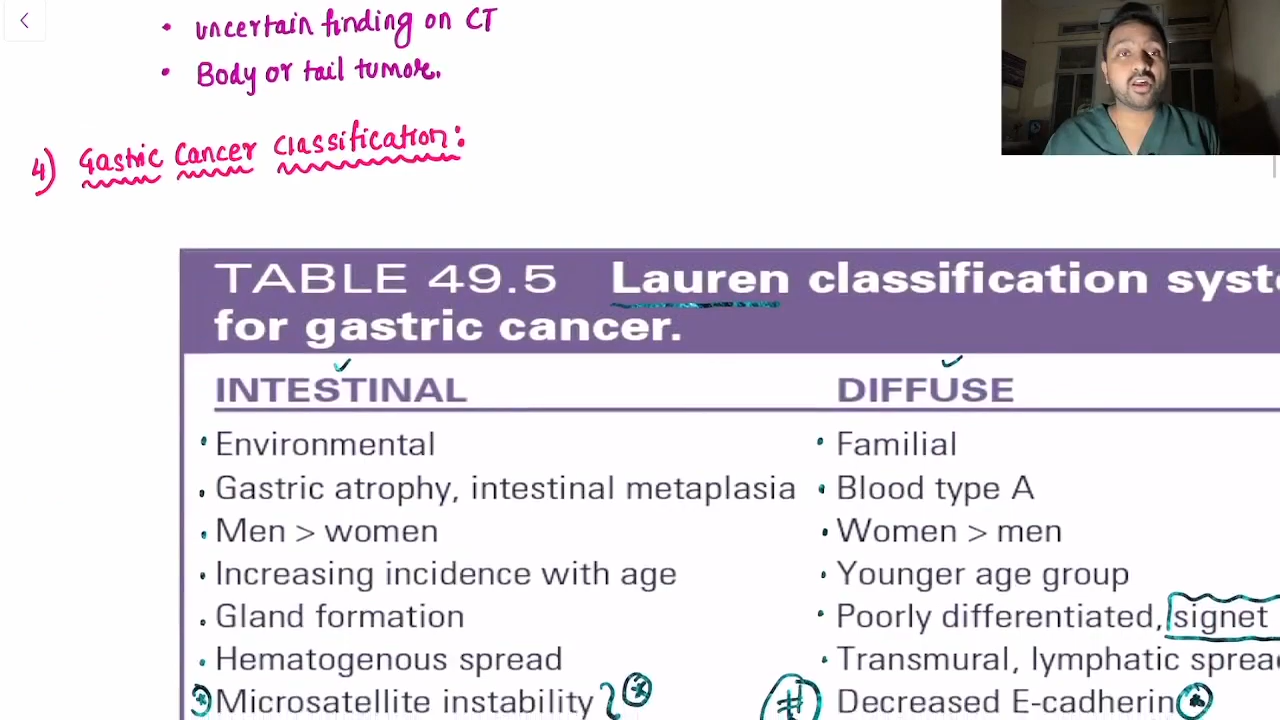 • uncertain finding on CT
• Body or tail tumor.
4) Gastric Cancer Classification:
TABLE 49.5 Lauren classification syst
for gastric cancer.
INTESTINAL
DIFFUSE
• Environmental
• Familial
• Gastric atrophy, intestinal metaplasia
• Blood type A
• Men > women
• Women > men
• Increasing incidence with age
• Younger age group
• Gland formation
• Poorly differentiated, signet
• Hematogenous spread
• Transmural, lymphatic spread
Microsatellite instability
# Decreased E-cadherin